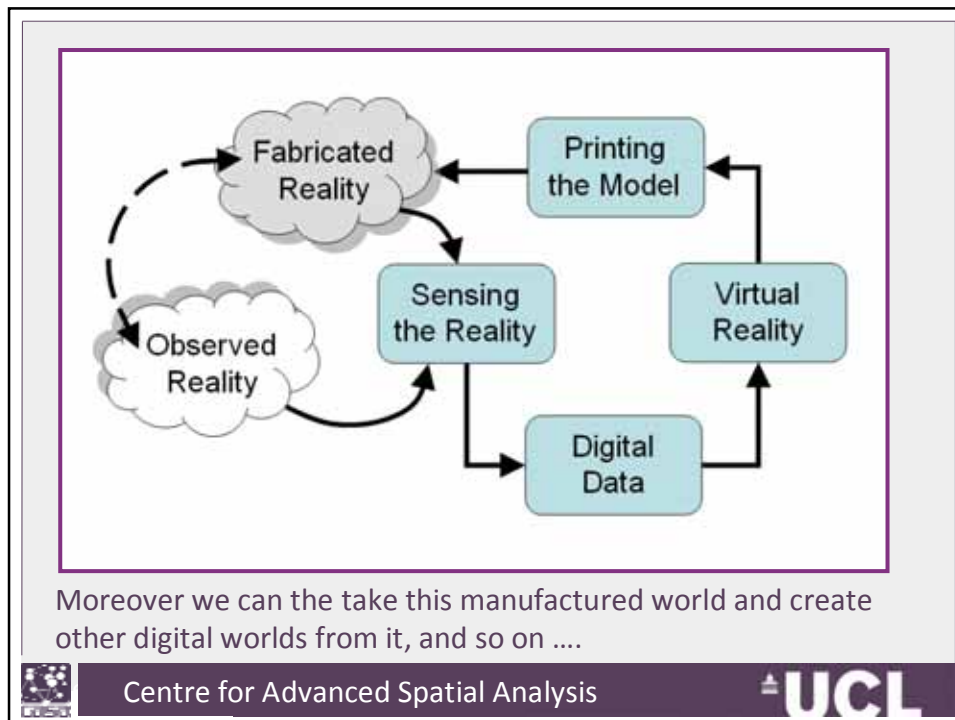 Fabricated
Reality
Printing
the Model
Sensing
the Reality
Virtual
Reality
Observed
Reality
Digital
Data
Moreover we can the take this manufactured world and create
other digital worlds from it, and so on ....
Centre for Advanced Spatial Analysis
UCL